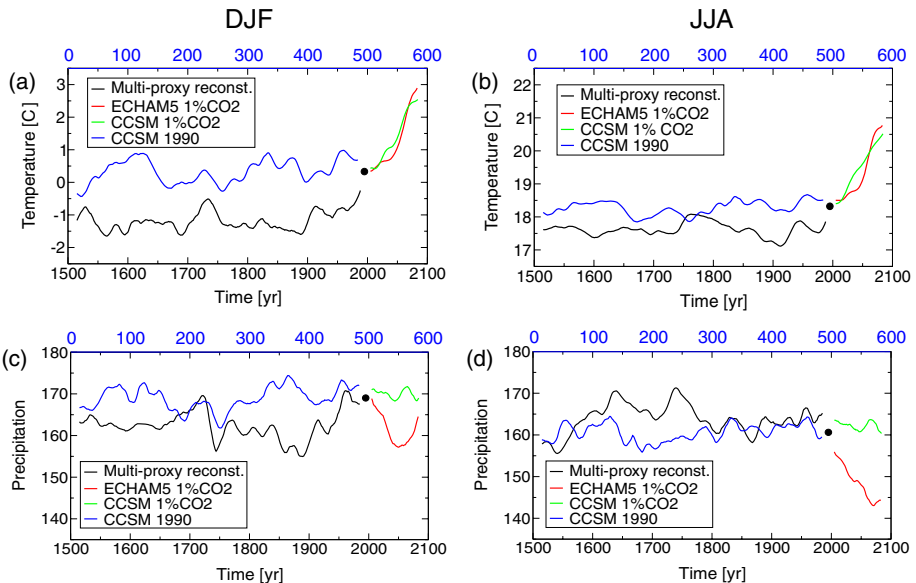 DJF
JJA
0 100 200 300 400 500 600
0 100 200 300 400 500 600
(a)
Temperature [C]
3
2
1
0
-1
-2
Multi-proxy reconst.
ECHAM5 1%CO2
CCSM 1%CO2
CCSM 1990
1500 1600 1700 1800 1900 2000 2100
Time [yr]
(b)
Temperature [C]
22
21
20
19
18
17
Multi-proxy reconst.
ECHAM5 1%CO2
CCSM 1% CO2
CCSM 1990
1500 1600 1700 1800 1900 2000 2100
Time [yr]
0 100 200 300 400 500 600
0 100 200 300 400 500 600
(c)
Precipitation
180
170
160
150
140
Multi-proxy reconst.
ECHAM5 1%CO2
CCSM 1%CO2
CCSM 1990
1500 1600 1700 1800 1900 2000 2100
Time [yr]
(d)
Precipitation
180
170
160
150
140
Multi-proxy reconst.
ECHAM5 1%CO2
CCSM 1%CO2
CCSM 1990
1500 1600 1700 1800 1900 2000 2100
Time [yr]